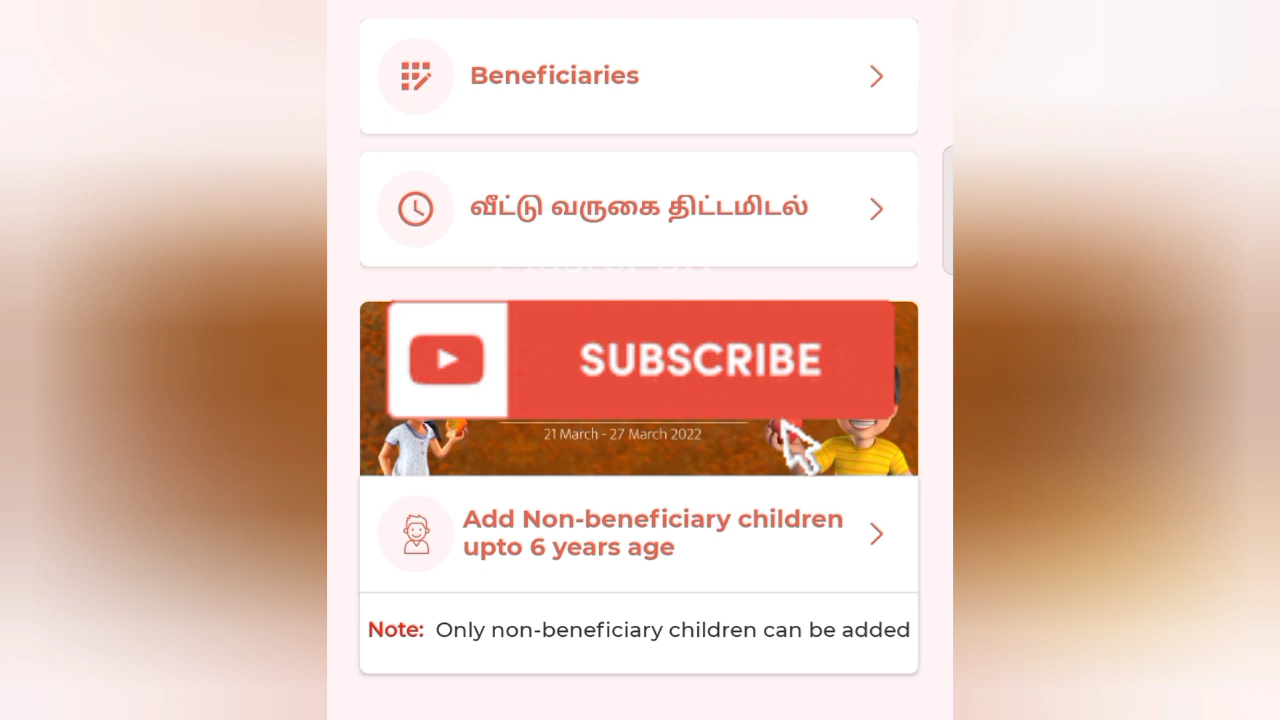 Beneficiaries
வீட்டு வருகை திட்டமிடல்
SUBSCRIBE
21 March - 27 March 2022
Add Non-beneficiary children
upto 6 years age
Note: Only non-beneficiary children can be added